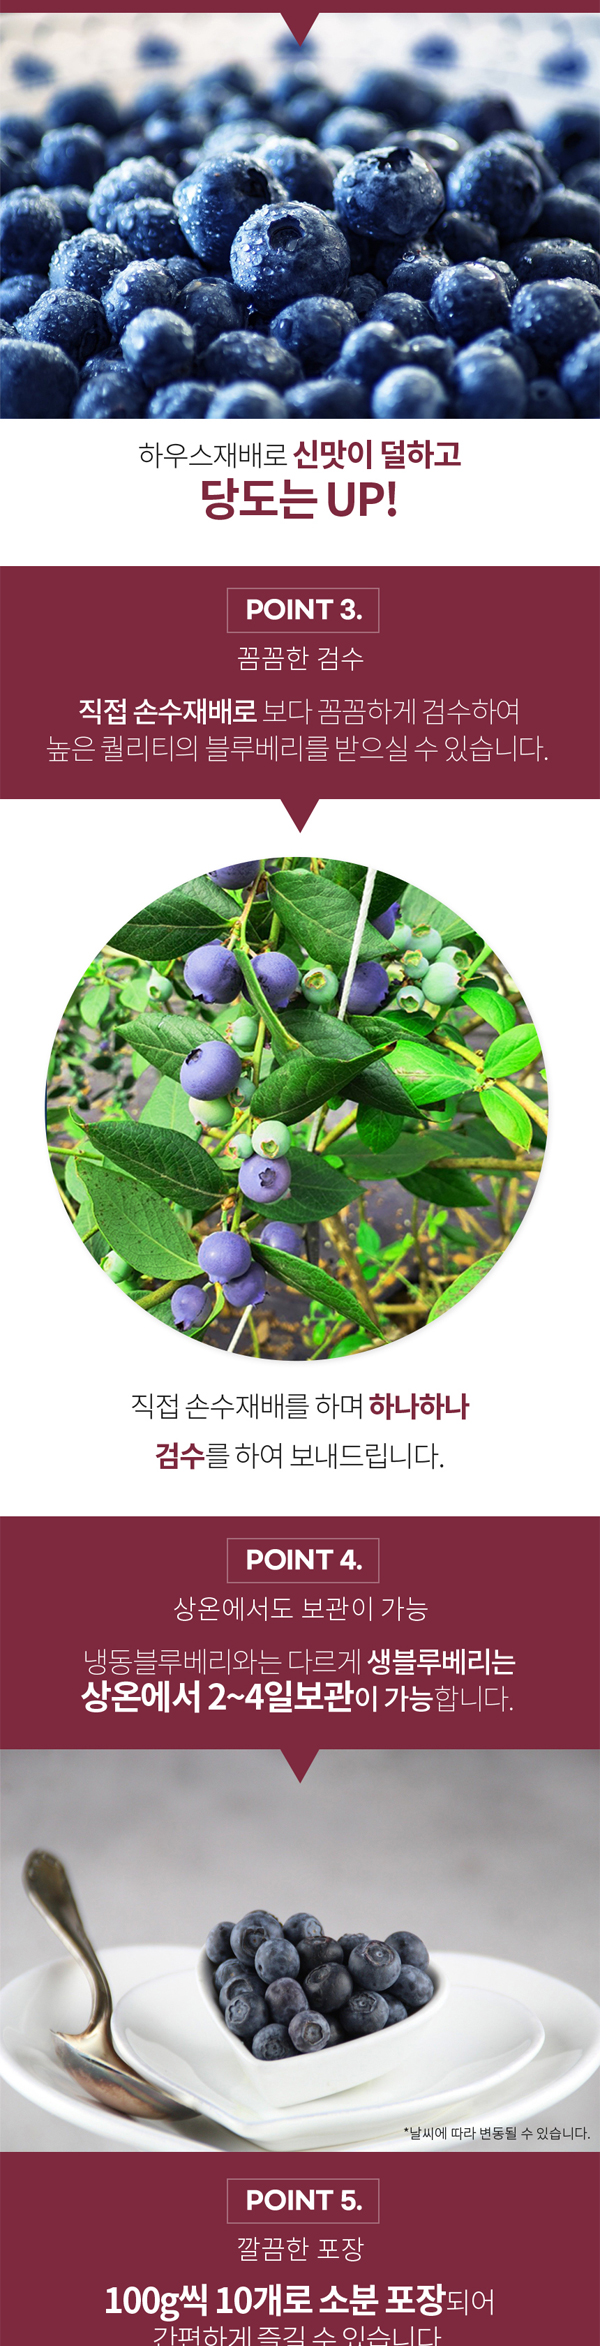 하우스재배로 신맛이 덜하고
당도는 UP!
POINT 3.
꼼꼼한 검수
직접 손수재배로 보다 꼼꼼하게 검수하여
높은 퀄리티의 블루베리를 받으실 수 있습니다.
직접 손수재배를 하며 하나하나
검수를 하여 보내드립니다.
POINT 4.
상온에서도 보관이 가능
냉동블루베리와는 다르게 생블루베리는
상온에서 2~4일보관이 가능합니다.
*날씨에 따라 변동될 수 있습니다.
POINT 5.
깔끔한 포장
100g씩 10개로 소분 포장되어
간편하게 즐길 수 있습니다